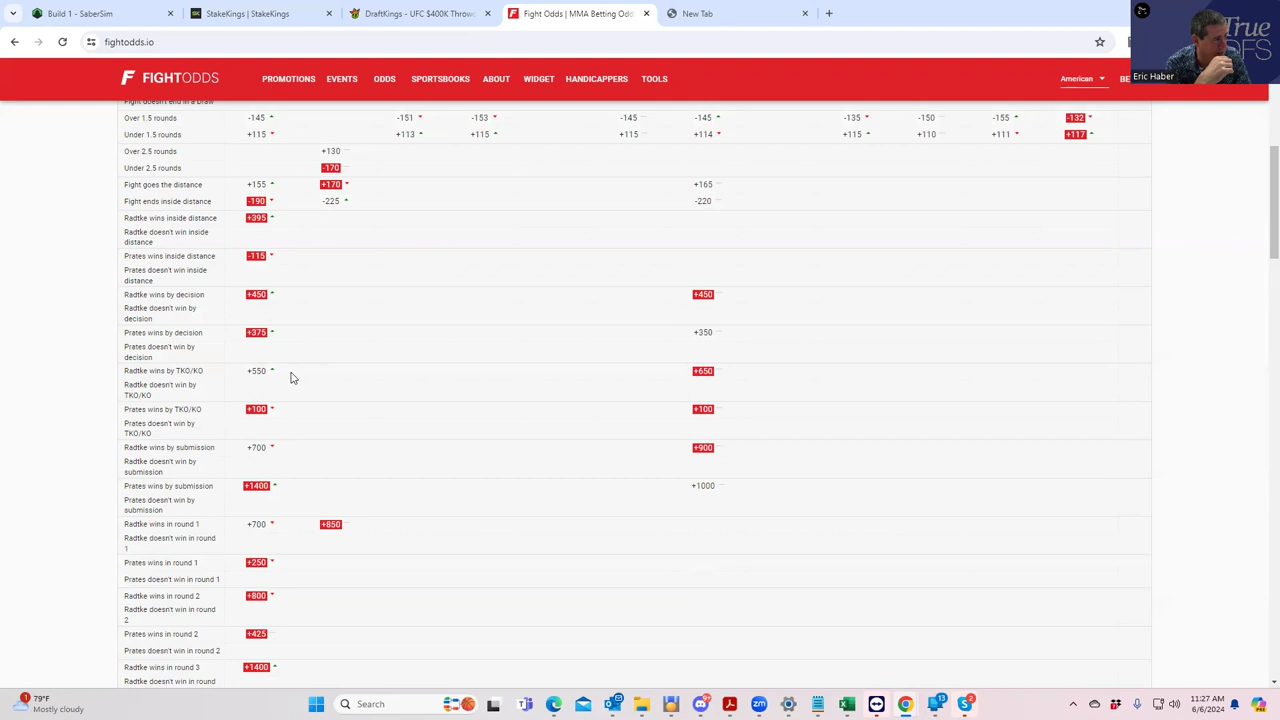 Build 1 - SaberSim
StakeKings | StakeKings
DraftKings - UFC $400K Throw
Fight Odds | MMA Betting Odd
New Tab
fightodds.io
True
DFS
Eric Haber
FIGHTODDS
PROMOTIONS EVENTS ODDS SPORTSBOOKS ABOUT WIDGET HANDICAPPERS TOOLS
American
BE
Fight doesn't end in a Draw
Over 1.5 rounds -145 -151 -153 -145 -145 -135 -150 -155 -132
Under 1.5 rounds +115 +113 +115 +115 +114 +115 +110 +111 +117
Over 2.5 rounds +130
Under 2.5 rounds -170
Fight goes the distance +155 +170 +165
Fight ends inside distance -190 -225 -220
Radtke wins inside distance +395
Radtke doesn't win inside
distance
Prates wins inside distance -115
Prates doesn't win inside
distance
Radtke wins by decision +450 +450
Radtke doesn't win by
decision
Prates wins by decision +375 +350
Prates doesn't win by
decision
Radtke wins by TKO/KO +550 +650
Radtke doesn't win by
TKO/KO
Prates wins by TKO/KO +100 +100
Prates doesn't win by
TKO/KO
Radtke wins by submission +700 +900
Radtke doesn't win by
submission
Prates wins by submission +1400 +1000
Prates doesn't win by
submission
Radtke wins in round 1 +700 +850
Radtke doesn't win in round
1
Prates wins in round 1 +250
Prates doesn't win in round 1
Radtke wins in round 2 +800
Radtke doesn't win in round
2
Prates wins in round 2 +425
Prates doesn't win in round 2
Radtke wins in round 3 +1400
Radtke doesn't win in round
1
79°F
Mostly cloudy
Search
9+
13
2
11:27 AM
6/6/2024